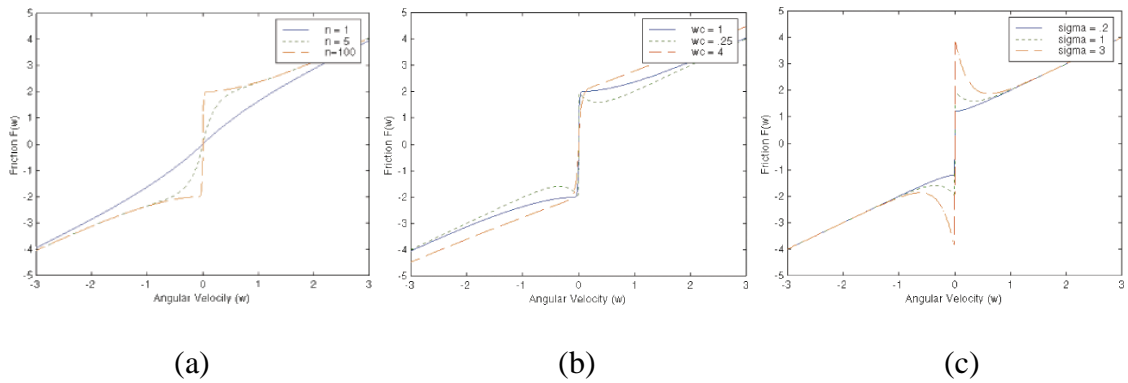 5
4
3
2
1
0
-1
-2
-3
-4
-5
-3 -2 -1 0 1 2 3
Friction F(w)
Angular Velocity (w)
n = 1
n = 5
n=100
(a)
5
4
3
2
1
0
-1
-2
-3
-4
-5
-3 -2 -1 0 1 2 3
Friction F(w)
Angular Velocity (w)
wc = 1
wc = .25
wc = 4
(b)
5
4
3
2
1
0
-1
-2
-3
-4
-5
-3 -2 -1 0 1 2 3
Friction F(w)
Angular Velocity (w)
sigma = .2
sigma = 1
sigma = 3
(c)